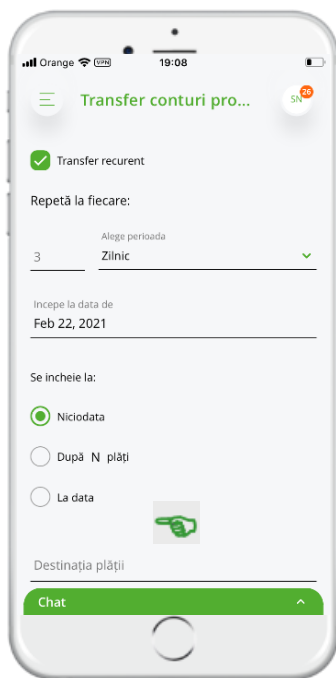 Orange VPN 19:08
Transfer conturi pro... SN 26
Transfer recurent
Repetă la fiecare:
Alege perioada
3 Zilnic
Incepe la data de
Feb 22, 2021
Se incheie la:
Niciodata
După N plăți
La data
Destinația plății
Chat